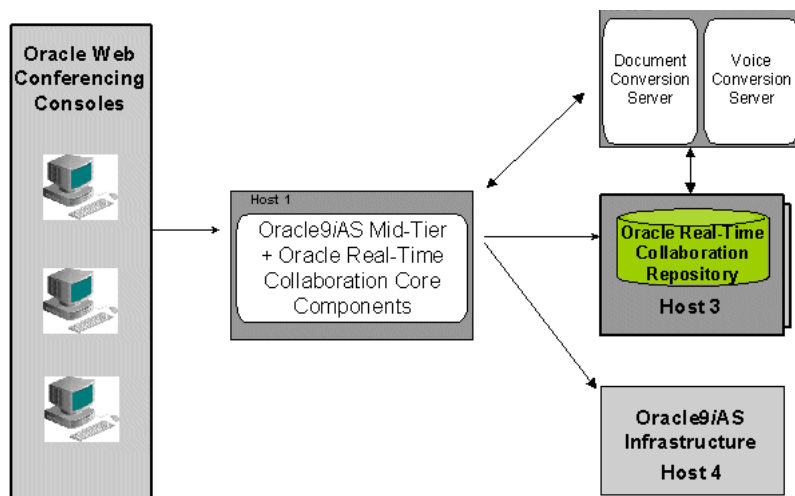 Oracle Web
Conferencing
Consoles
Host 1
Oracle9iAS Mid-Tier
+ Oracle Real-Time
Collaboration Core
Components
Document
Conversion
Server
Voice
Conversion
Server
Oracle Real-Time
Collaboration
Repository
Host 3
Oracle9iAS
Infrastructure
Host 4